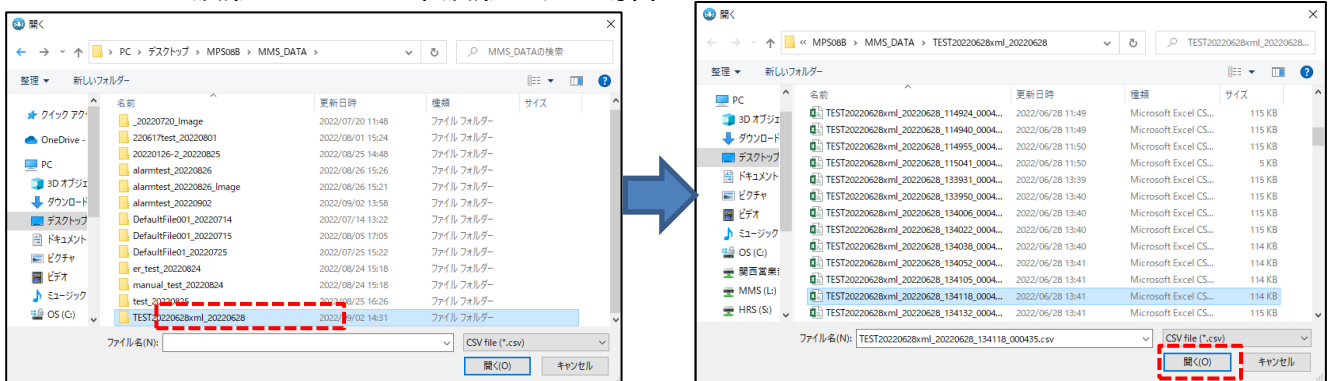 開く
← → ↑ > PC > デスクトップ > MPS08B > MMS_DATA > MMS_DATAの検索
整理 新しいフォルダー
名前 更新日時 種類 サイズ
クイック アク
OneDrive -
PC
3D オブジェ
ダウンロード
デスクトップ
ドキュメント
ピクチャ
ビデオ
ミュージック
OS (C:)
_20220720_Image 2022/07/20 11:48 ファイル フォルダー
220617test_20220801 2022/08/01 15:24 ファイル フォルダー
20220126-2_20220825 2022/08/25 14:48 ファイル フォルダー
alarmtest_20220826 2022/08/26 15:26 ファイル フォルダー
alarmtest_20220826_Image 2022/08/26 15:21 ファイル フォルダー
alarmtest_20220902 2022/09/02 13:58 ファイル フォルダー
DefaultFile001_20220714 2022/07/14 13:22 ファイル フォルダー
DefaultFile001_20220715 2022/08/05 17:05 ファイル フォルダー
DefaultFile01_20220725 2022/07/25 15:22 ファイル フォルダー
er_test_20220824 2022/08/24 15:18 ファイル フォルダー
manual_test_20220824 2022/08/24 15:18 ファイル フォルダー
test_20220825 2022/08/25 16:26 ファイル フォルダー
TEST20220628xml_20220628 2022/09/02 14:31 ファイル フォルダー
ファイル名(N): CSV file (*.csv)
開く(O) キャンセル
開く
← → ↑ « MPS08B > MMS_DATA > TEST20220628xml_20220628 TEST20220628xml_20220628...
整理 新しいフォルダー
名前 更新日時 種類 サイズ
PC
3D オブジェ
ダウンロード
デスクトップ
ドキュメント
ピクチャ
ビデオ
ミュージック
OS (C:)
関西営業
MMS (L:)
HRS (S:)
TEST20220628xml_20220628_114924_0004... 2022/06/28 11:49 Microsoft Excel CS... 115 KB
TEST20220628xml_20220628_114940_0004... 2022/06/28 11:49 Microsoft Excel CS... 115 KB
TEST20220628xml_20220628_114955_0004... 2022/06/28 11:50 Microsoft Excel CS... 115 KB
TEST20220628xml_20220628_115041_0004... 2022/06/28 11:50 Microsoft Excel CS... 5 KB
TEST20220628xml_20220628_133931_0004... 2022/06/28 13:39 Microsoft Excel CS... 115 KB
TEST20220628xml_20220628_133950_0004... 2022/06/28 13:40 Microsoft Excel CS... 115 KB
TEST20220628xml_20220628_134006_0004... 2022/06/28 13:40 Microsoft Excel CS... 115 KB
TEST20220628xml_20220628_134022_0004... 2022/06/28 13:40 Microsoft Excel CS... 115 KB
TEST20220628xml_20220628_134038_0004... 2022/06/28 13:40 Microsoft Excel CS... 114 KB
TEST20220628xml_20220628_134052_0004... 2022/06/28 13:41 Microsoft Excel CS... 114 KB
TEST20220628xml_20220628_134105_0004... 2022/06/28 13:41 Microsoft Excel CS... 114 KB
TEST20220628xml_20220628_134118_0004... 2022/06/28 13:41 Microsoft Excel CS... 114 KB
TEST20220628xml_20220628_134132_0004... 2022/06/28 13:41 Microsoft Excel CS... 114 KB
ファイル名(N): TEST20220628xml_20220628_134118_000435.csv CSV file (*.csv)
開く(O) キャンセル